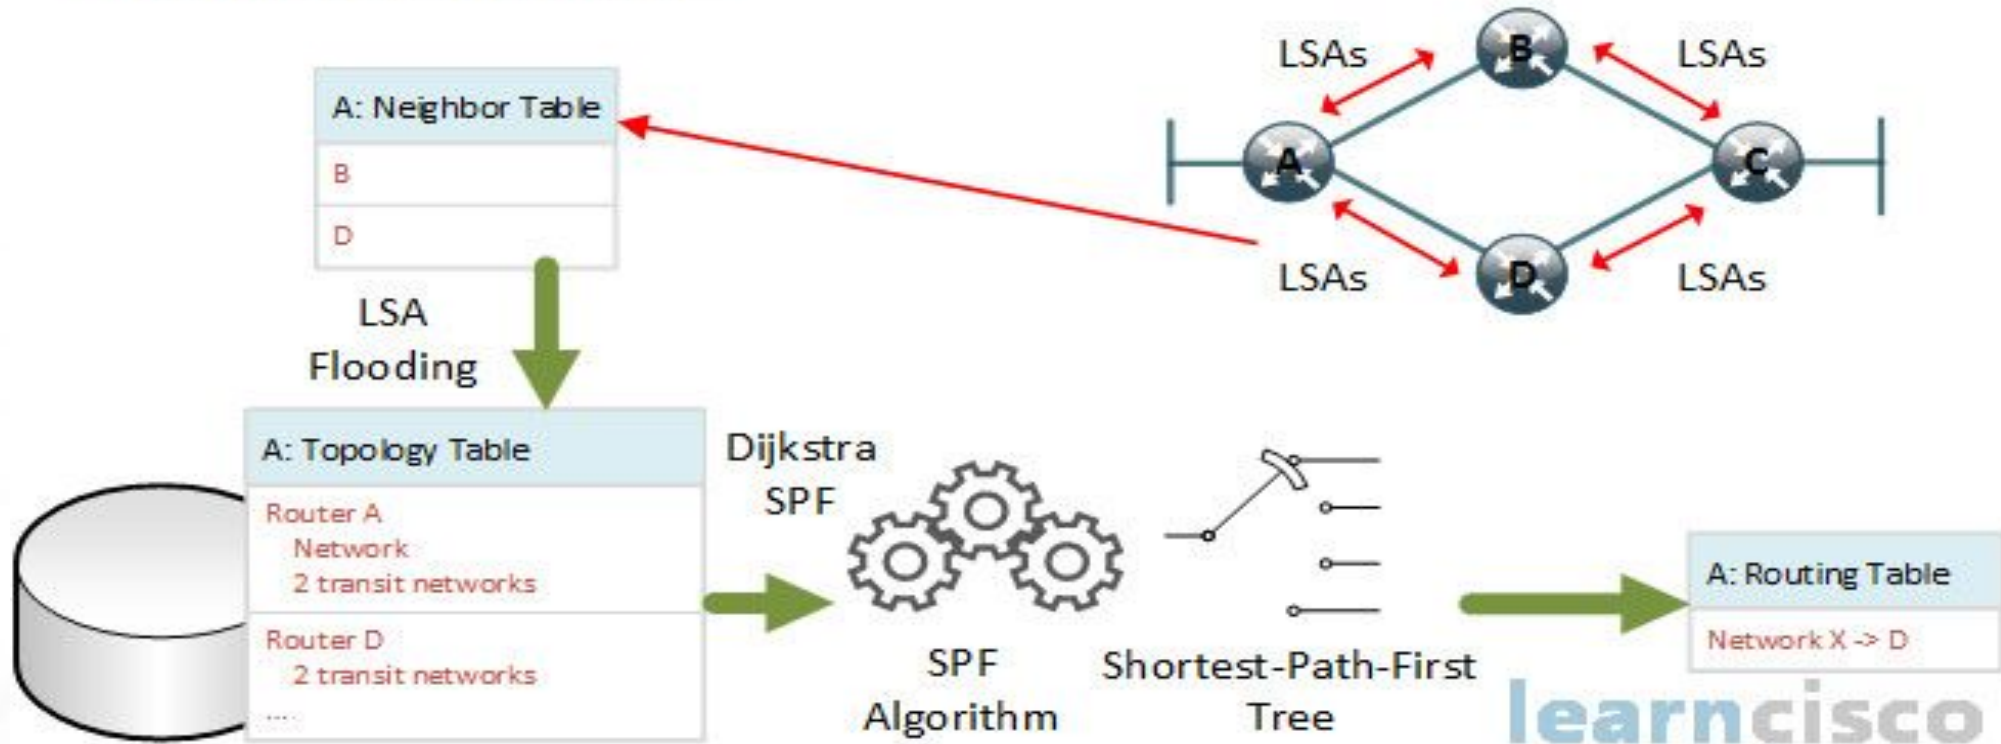 A: Neighbor Table
B
D
LSAs
LSAs
B
A
C
D
LSAs
LSAs
LSA
Flooding
A: Topology Table
Router A
Network
2 transit networks
Router D
2 transit networks
....
Dijkstra
SPF
SPF
Algorithm
Shortest-Path-First
Tree
A: Routing Table
Network X -> D
learncisco